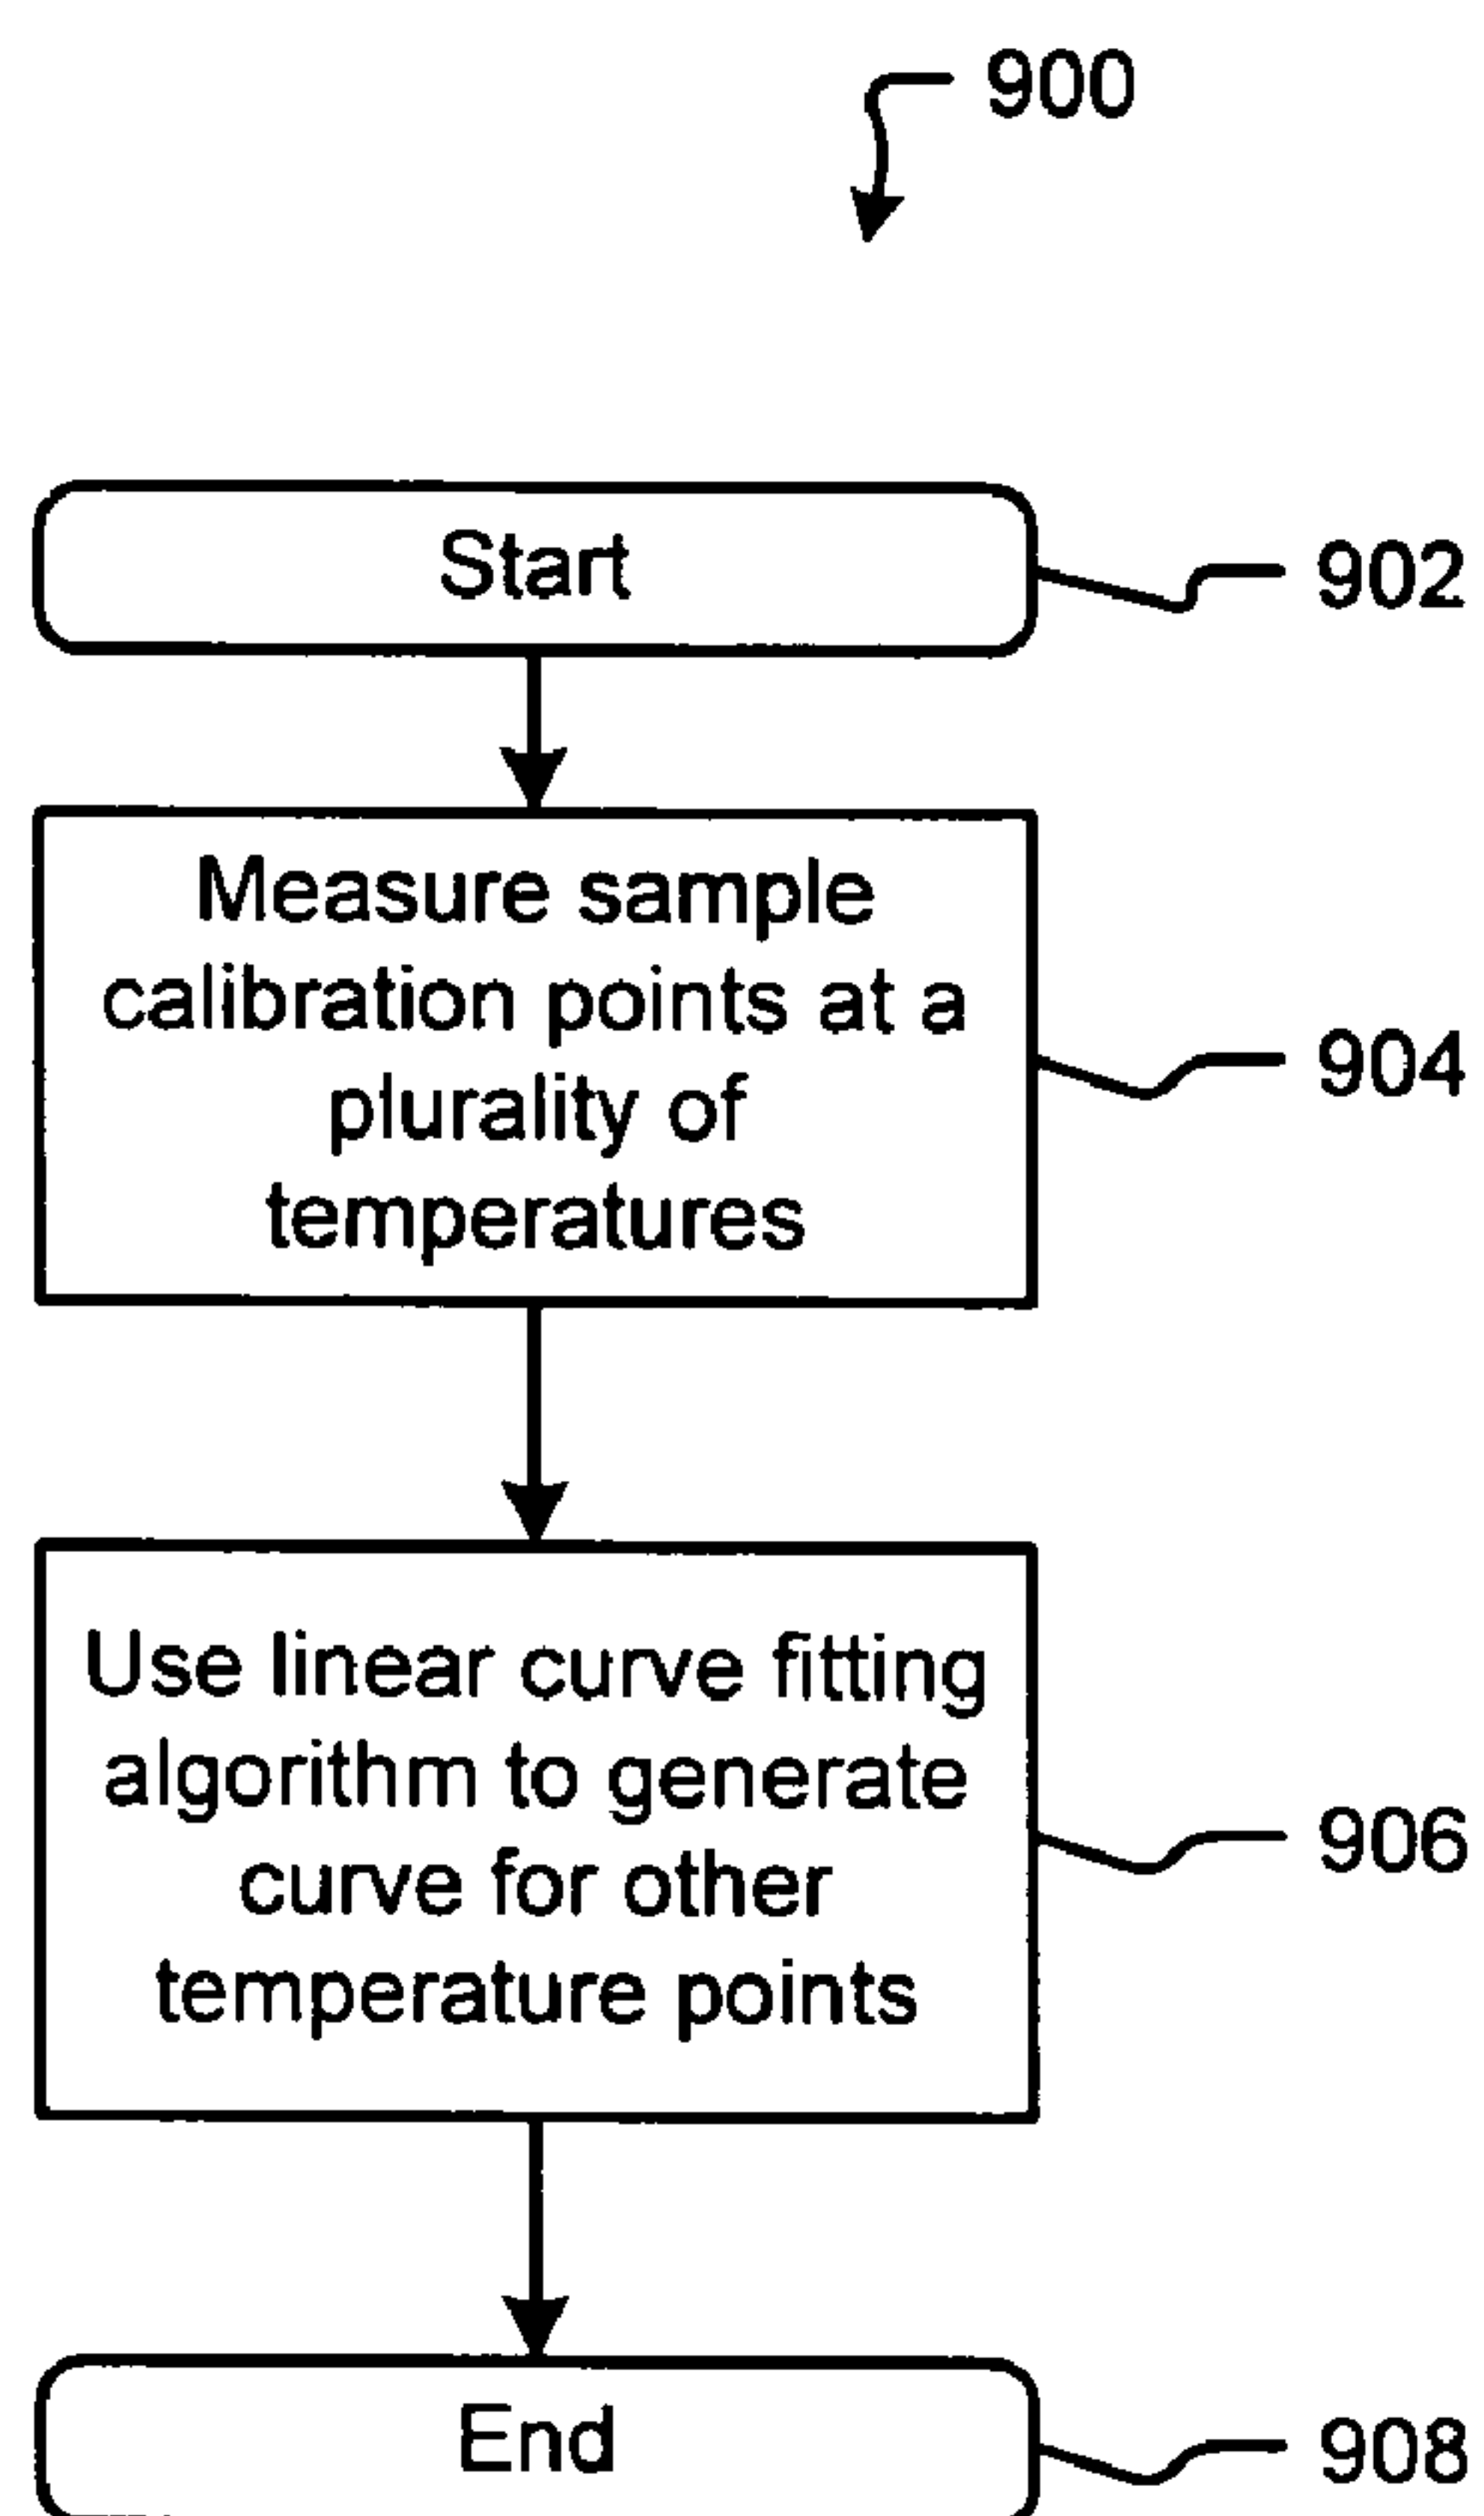 900
Start
902
Measure sample
calibration points at a
plurality of
temperatures
904
Use linear curve fitting
algorithm to generate
curve for other
temperature points
906
End
908